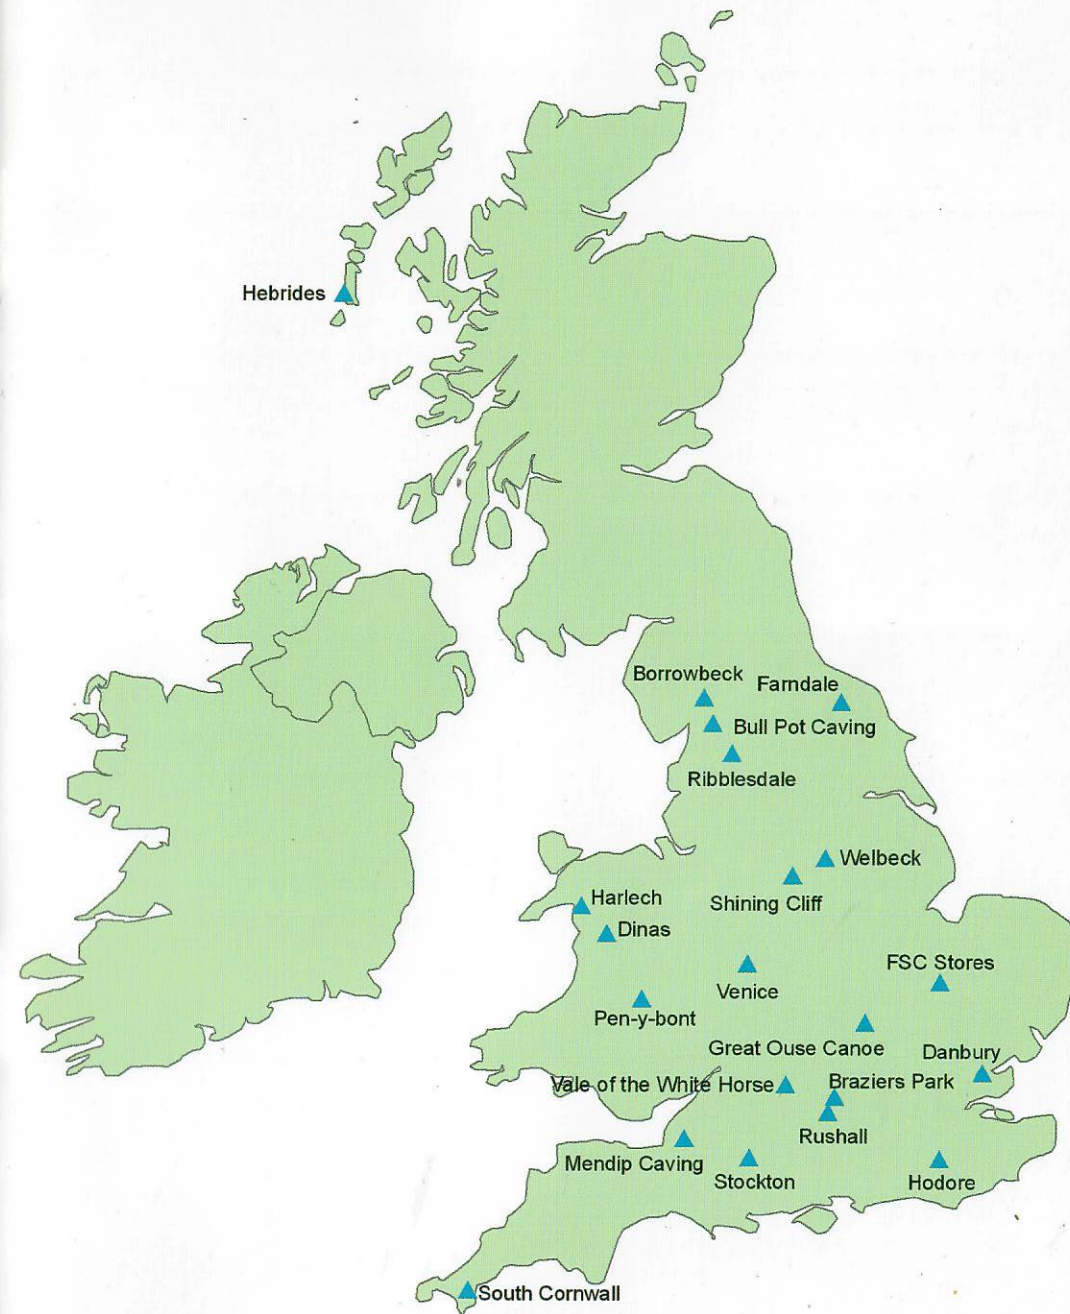 Hebrides
Borrowbeck
Farndale
Bull Pot Caving
Ribblesdale
Welbeck
Harlech
Shining Cliff
Dinas
FSC Stores
Venice
Pen-y-bont
Great Ouse Canoe
Danbury
Vale of the White Horse
Braziers Park
Rushall
Mendip Caving
Stockton
Hodore
South Cornwall